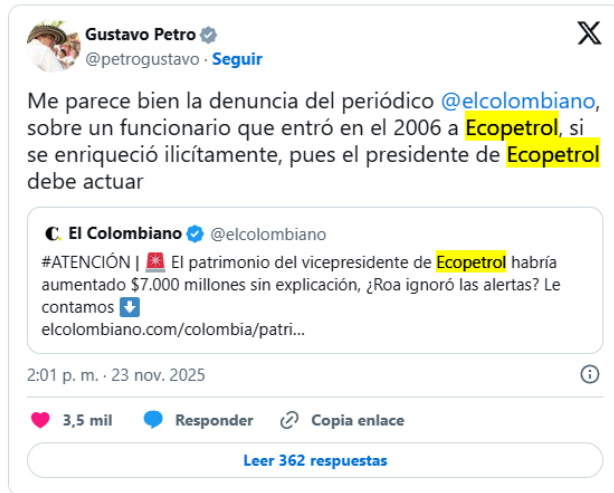 Gustavo Petro
@petrogustavo · Seguir
Me parece bien la denuncia del periódico @elcolombiano,
sobre un funcionario que entró en el 2006 a Ecopetrol, si
se enriqueció ilicítamente, pues el presidente de Ecopetrol
debe actuar
El Colombiano @elcolombiano
#ATENCIÓN | 🚨 El patrimonio del vicepresidente de Ecopetrol habría
aumentado $7.000 millones sin explicación, ¿Roa ignoró las alertas? Le
contamos ⬇️
elcolombiano.com/colombia/patri...
2:01 p. m. · 23 nov. 2025
3,5 mil Responder Copia enlace
Leer 362 respuestas